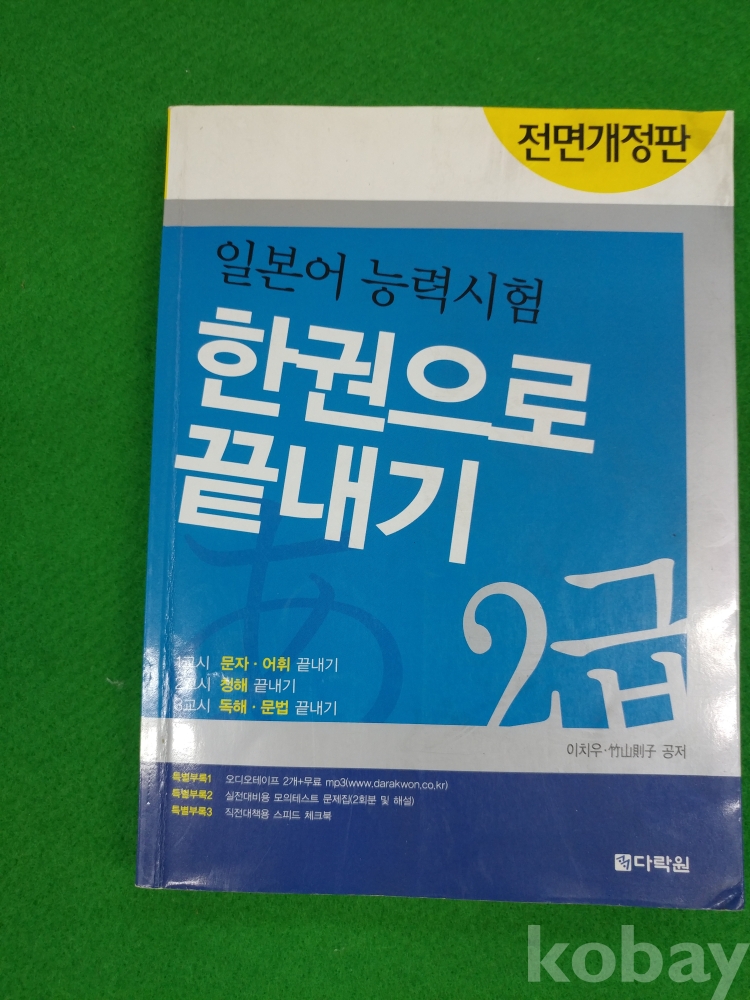 전면개정판
일본어 능력시험
한권으로
끝내기
あ
2급
1교시 문자·어휘 끝내기
2교시 청해 끝내기
3교시 독해·문법 끝내기
이치우·竹山則子 공저
특별부록1 오디오테이프 2개+무료 mp3(www.darakwon.co.kr)
특별부록2 실전대비용 모의테스트 문제집(2회분 및 해설)
특별부록3 직전대책용 스피드 체크북
다락원
kobay